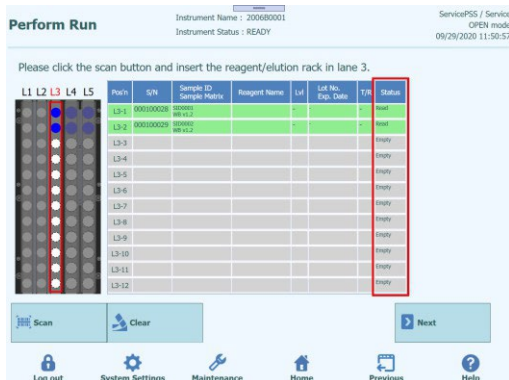 Perform Run
Instrument Name : 2006B0001
Instrument Status : READY
ServicePSS / Service
OPEN mode
09/29/2020 11:50:57
Please click the scan button and insert the reagent/elution rack in lane 3.
L1 L2 L3 L4 L5
Pos'n S/N Sample ID Sample Matrix Reagent Name Lvl Lot No. Exp. Date T/R Status
L3-1 000100028 SID0001 WB v1.2 - - - Read
L3-2 000100029 SID0002 WB v1.2 - - - Read
L3-3 Empty
L3-4 Empty
L3-5 Empty
L3-6 Empty
L3-7 Empty
L3-8 Empty
L3-9 Empty
L3-10 Empty
L3-11 Empty
L3-12 Empty
Scan Clear Next
Log out System Settings Maintenance Home Previous Help